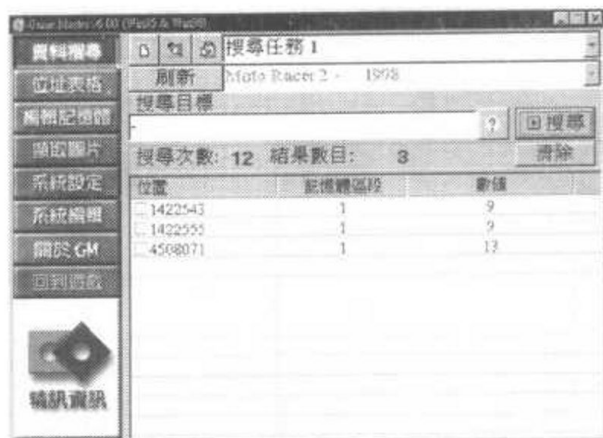 Game Master 6.00 (Win95 & Win98)
資料搜尋
搜尋任務 1
位址表格
刷新
Moto Racer 2 - 1998
編輯記憶體
搜尋目標
-
?
搜尋
擷取圖片
搜尋次數: 12 結果數目: 3
清除
系統設定
位置 記憶體區段 數值
系統編輯
1422543 1 9
1422555 1 9
關於 GM
4508071 1 13
回到遊戲
精訊資訊